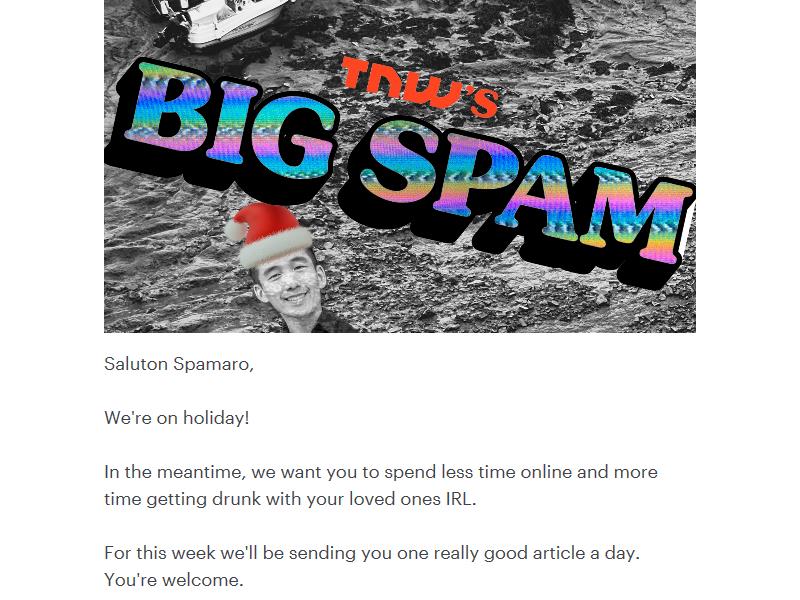 TNW's
BIG SPAM
Saluton Spamaro,
We're on holiday!
In the meantime, we want you to spend less time online and more
time getting drunk with your loved ones IRL.
For this week we'll be sending you one really good article a day.
You're welcome.